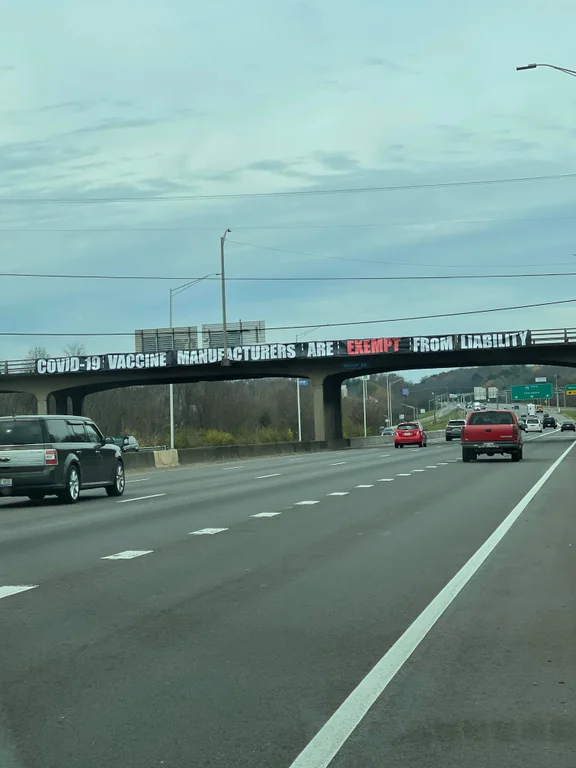 COVID-19 VACCINE MANUFACTURERS ARE EXEMPT FROM LIABILITY